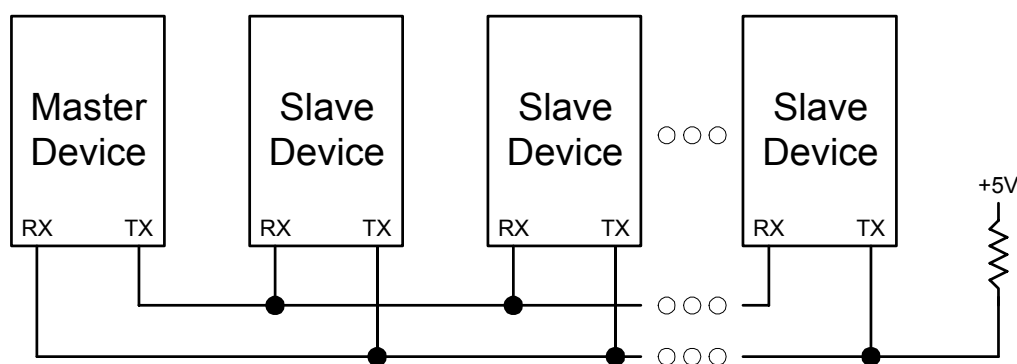 Master
Device
Slave
Device
Slave
Device
Slave
Device
+5V
RX TX
RX TX
RX TX
RX TX